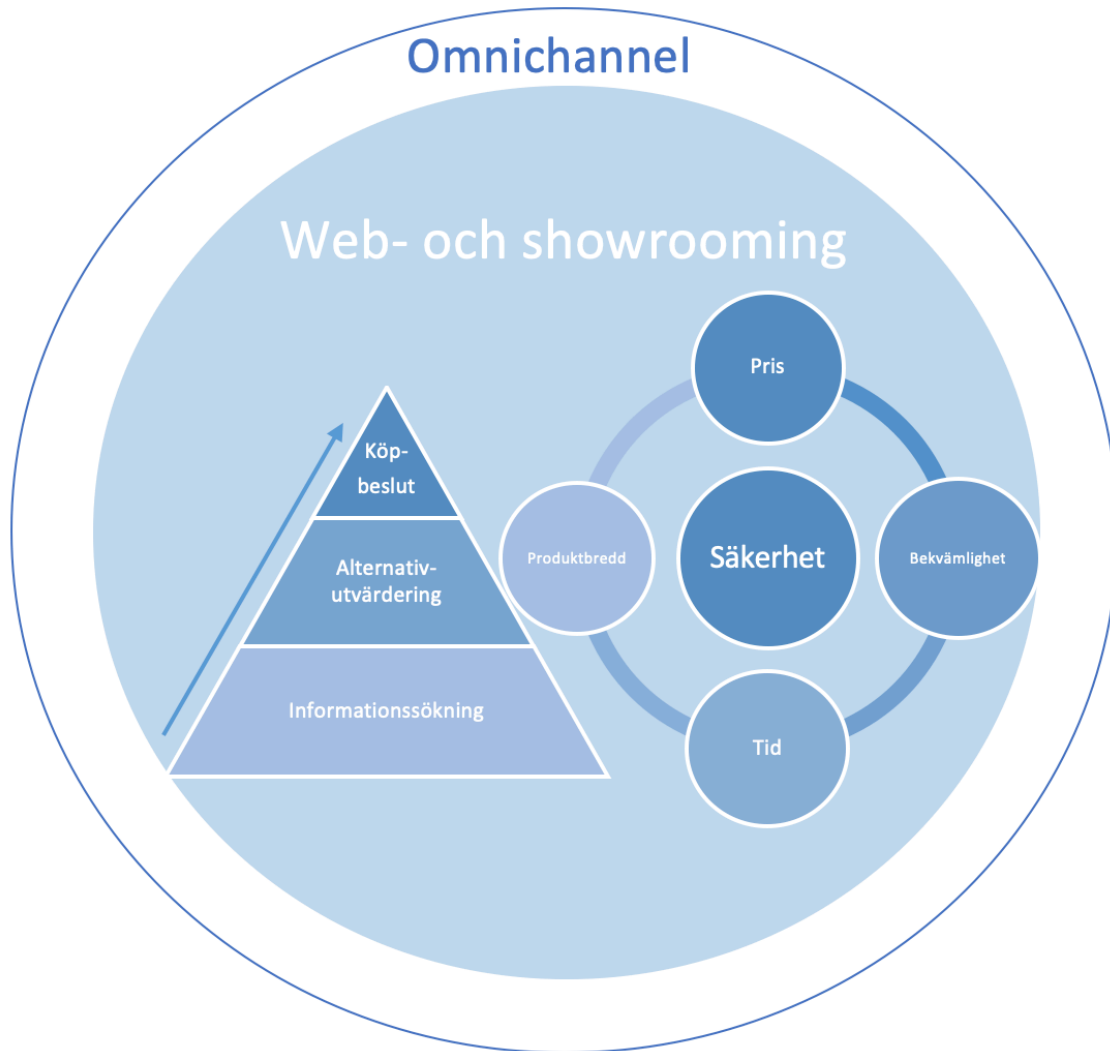 Omnichannel
Web- och showrooming
Köp-
beslut
Alternativ-
utvärdering
Informationssökning
Pris
Produktbredd
Säkerhet
Bekvämlighet
Tid